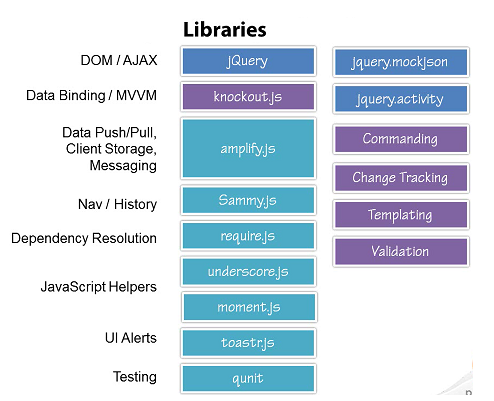 Libraries
DOM / AJAX
jQuery
jquery.mockjson
Data Binding / MVVM
knockout.js
jquery.activity
Data Push/Pull,
Client Storage,
Messaging
amplify.js
Commanding
Change Tracking
Nav / History
Sammy.js
Templating
Dependency Resolution
require.js
Validation
JavaScript Helpers
underscore.js
moment.js
UI Alerts
toastr.js
Testing
qunit